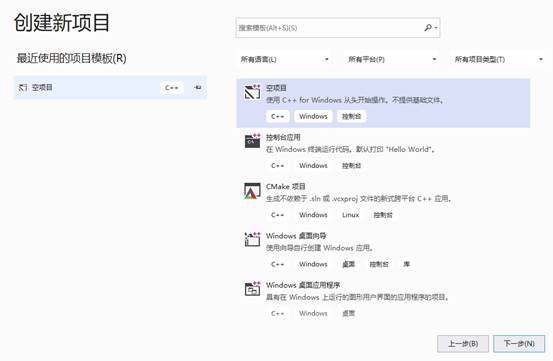 创建新项目
搜索模板(Alt+S)(S)
最近使用的项目模板(R)
所有语言(L) 所有平台(P) 所有项目类型(T)
空项目 C++
空项目
使用 C++ for Windows 从头开始操作。不提供基础文件。
C++ Windows 控制台
控制台应用
在 Windows 终端运行代码。默认打印 "Hello World"。
C++ Windows 控制台
CMake 项目
生成不依赖于 .sln 或 .vcxproj 文件的新式跨平台 C++ 应用。
C++ Windows Linux 控制台
Windows 桌面向导
使用向导自行创建 Windows 应用。
C++ Windows 桌面 控制台 库
Windows 桌面应用程序
具有在 Windows 上运行的图形用户界面的应用程序的项目。
C++ Windows 桌面
上一步(B) 下一步(N)